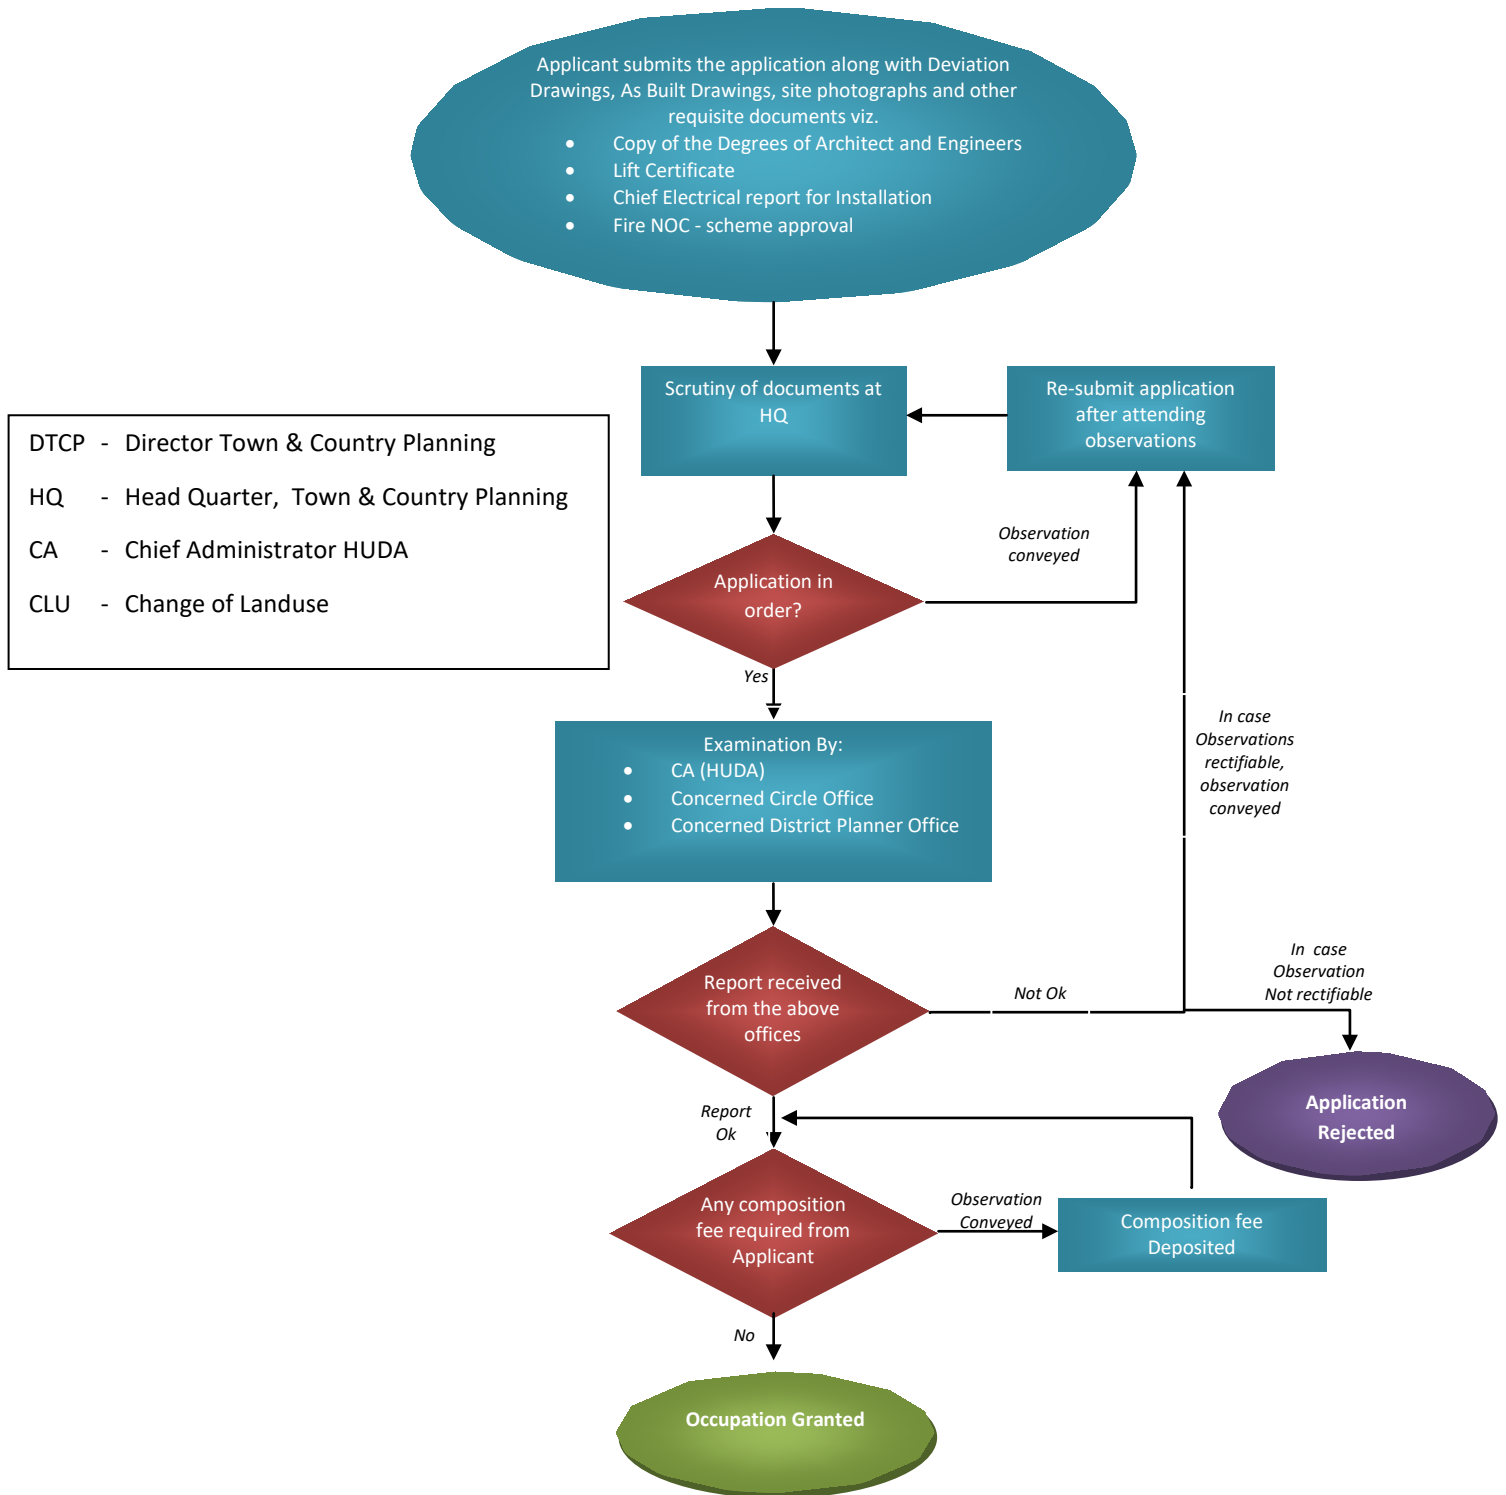 Applicant submits the application along with Deviation
Drawings, As Built Drawings, site photographs and other
requisite documents viz.
• Copy of the Degrees of Architect and Engineers
• Lift Certificate
• Chief Electrical report for Installation
• Fire NOC - scheme approval
Scrutiny of documents at
HQ
Re-submit application
after attending
observations
DTCP - Director Town & Country Planning
HQ - Head Quarter, Town & Country Planning
CA - Chief Administrator HUDA
CLU - Change of Landuse
Observation
conveyed
Application in
order?
Yes
Examination By:
• CA (HUDA)
• Concerned Circle Office
• Concerned District Planner Office
In case
Observations
rectifiable,
observation
conveyed
Report received
from the above
offices
Not Ok
In case
Observation
Not rectifiable
Application
Rejected
Report
Ok
Any composition
fee required from
Applicant
Observation
Conveyed
Composition fee
Deposited
No
Occupation Granted